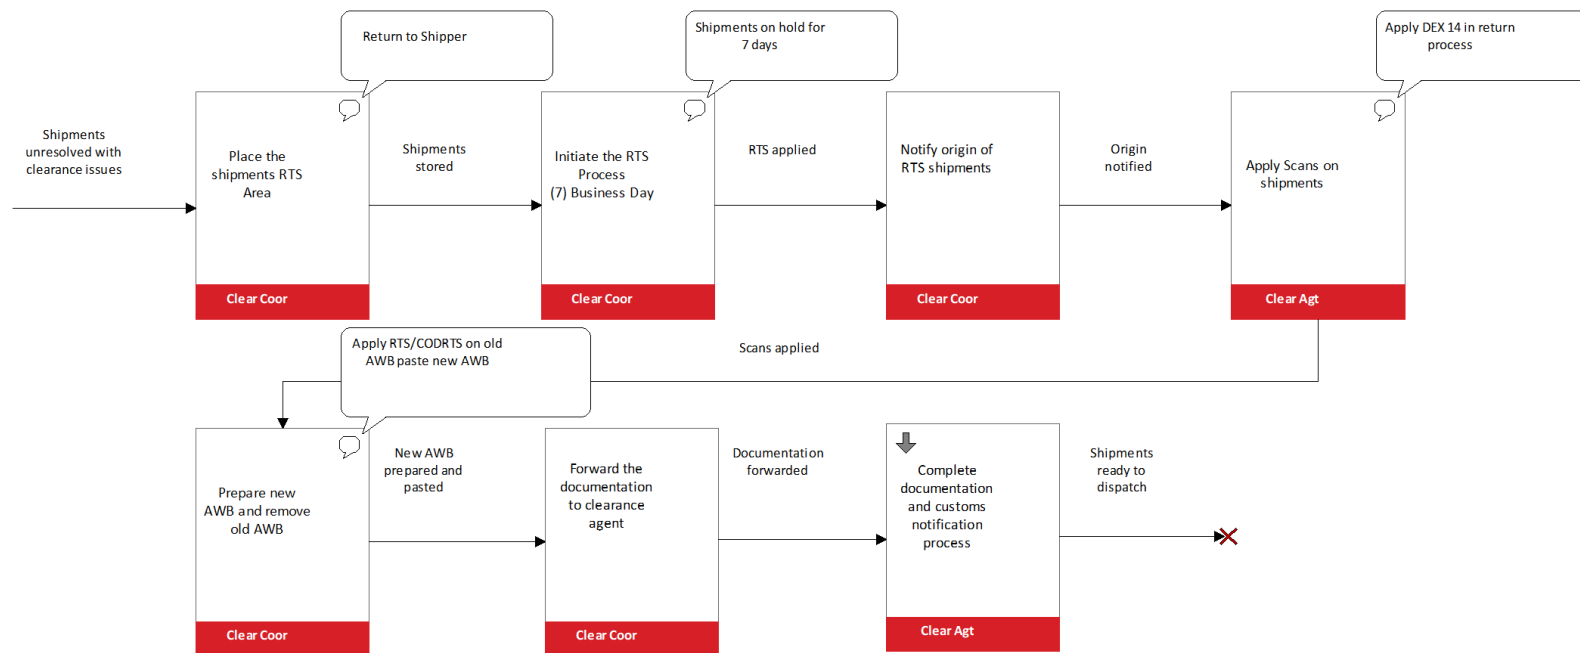 Return to Shipper
Shipments on hold for
7 days
Apply DEX 14 in return
process
Shipments
unresolved with
clearance issues
Place the
shipments RTS
Area
Clear Coor
Shipments
stored
Initiate the RTS
Process
(7) Business Day
Clear Coor
RTS applied
Notify origin of
RTS shipments
Clear Coor
Origin
notified
Apply Scans on
shipments
Clear Agt
Scans applied
Apply RTS/CODRTS on old
AWB paste new AWB
Prepare new
AWB and remove
old AWB
Clear Coor
New AWB
prepared and
pasted
Forward the
documentation
to clearance
agent
Clear Coor
Documentation
forwarded
Complete
documentation
and customs
notification
process
Clear Agt
Shipments
ready to
dispatch